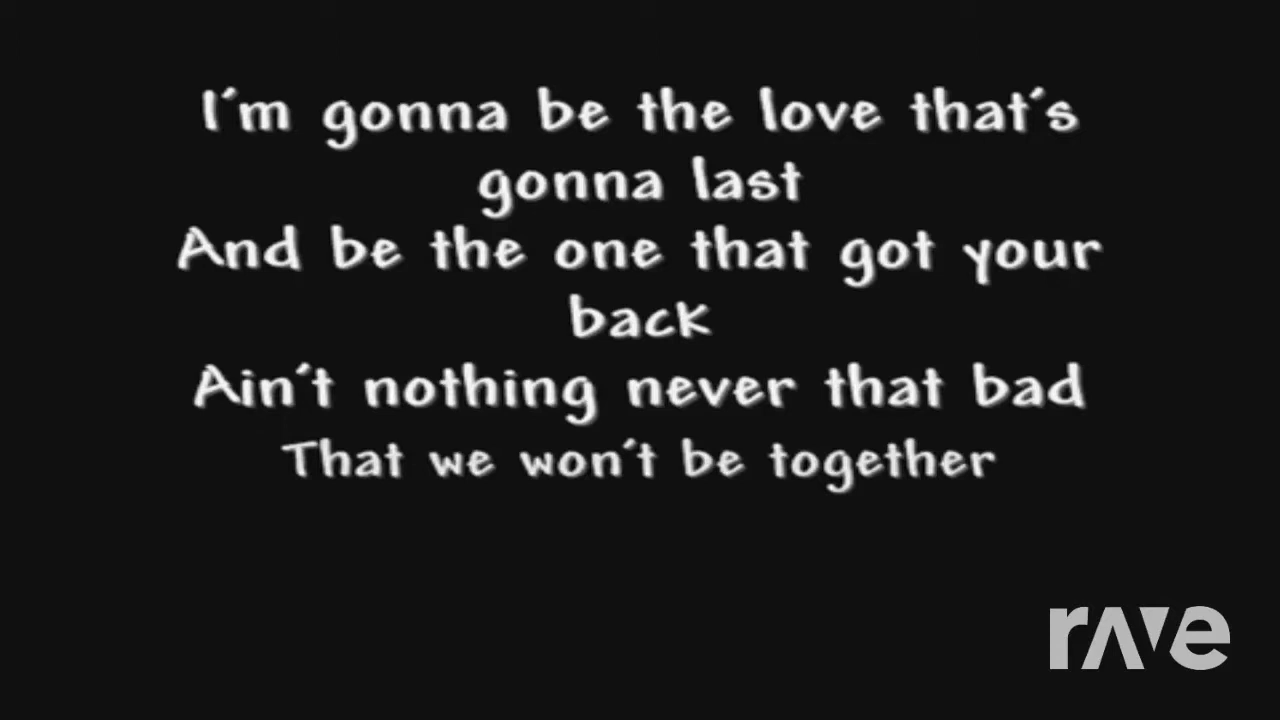 I'm gonna be the love that's
gonna last
And be the one that got your
back
Ain't nothing never that bad
That we won't be together
rave